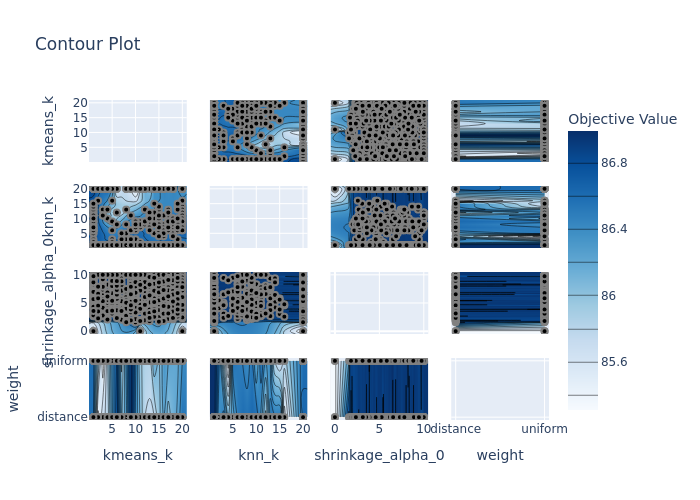 Contour Plot
Objective Value
kmeans_k
20
15
10
5
86.8
knn_k
20
15
10
5
86.4
shrinkage_alpha_0
10
5
0
86
85.6
weight
uniform
distance
5 10 15 20
5 10 15 20
0 5 10
distance uniform
kmeans_k knn_k shrinkage_alpha_0 weight